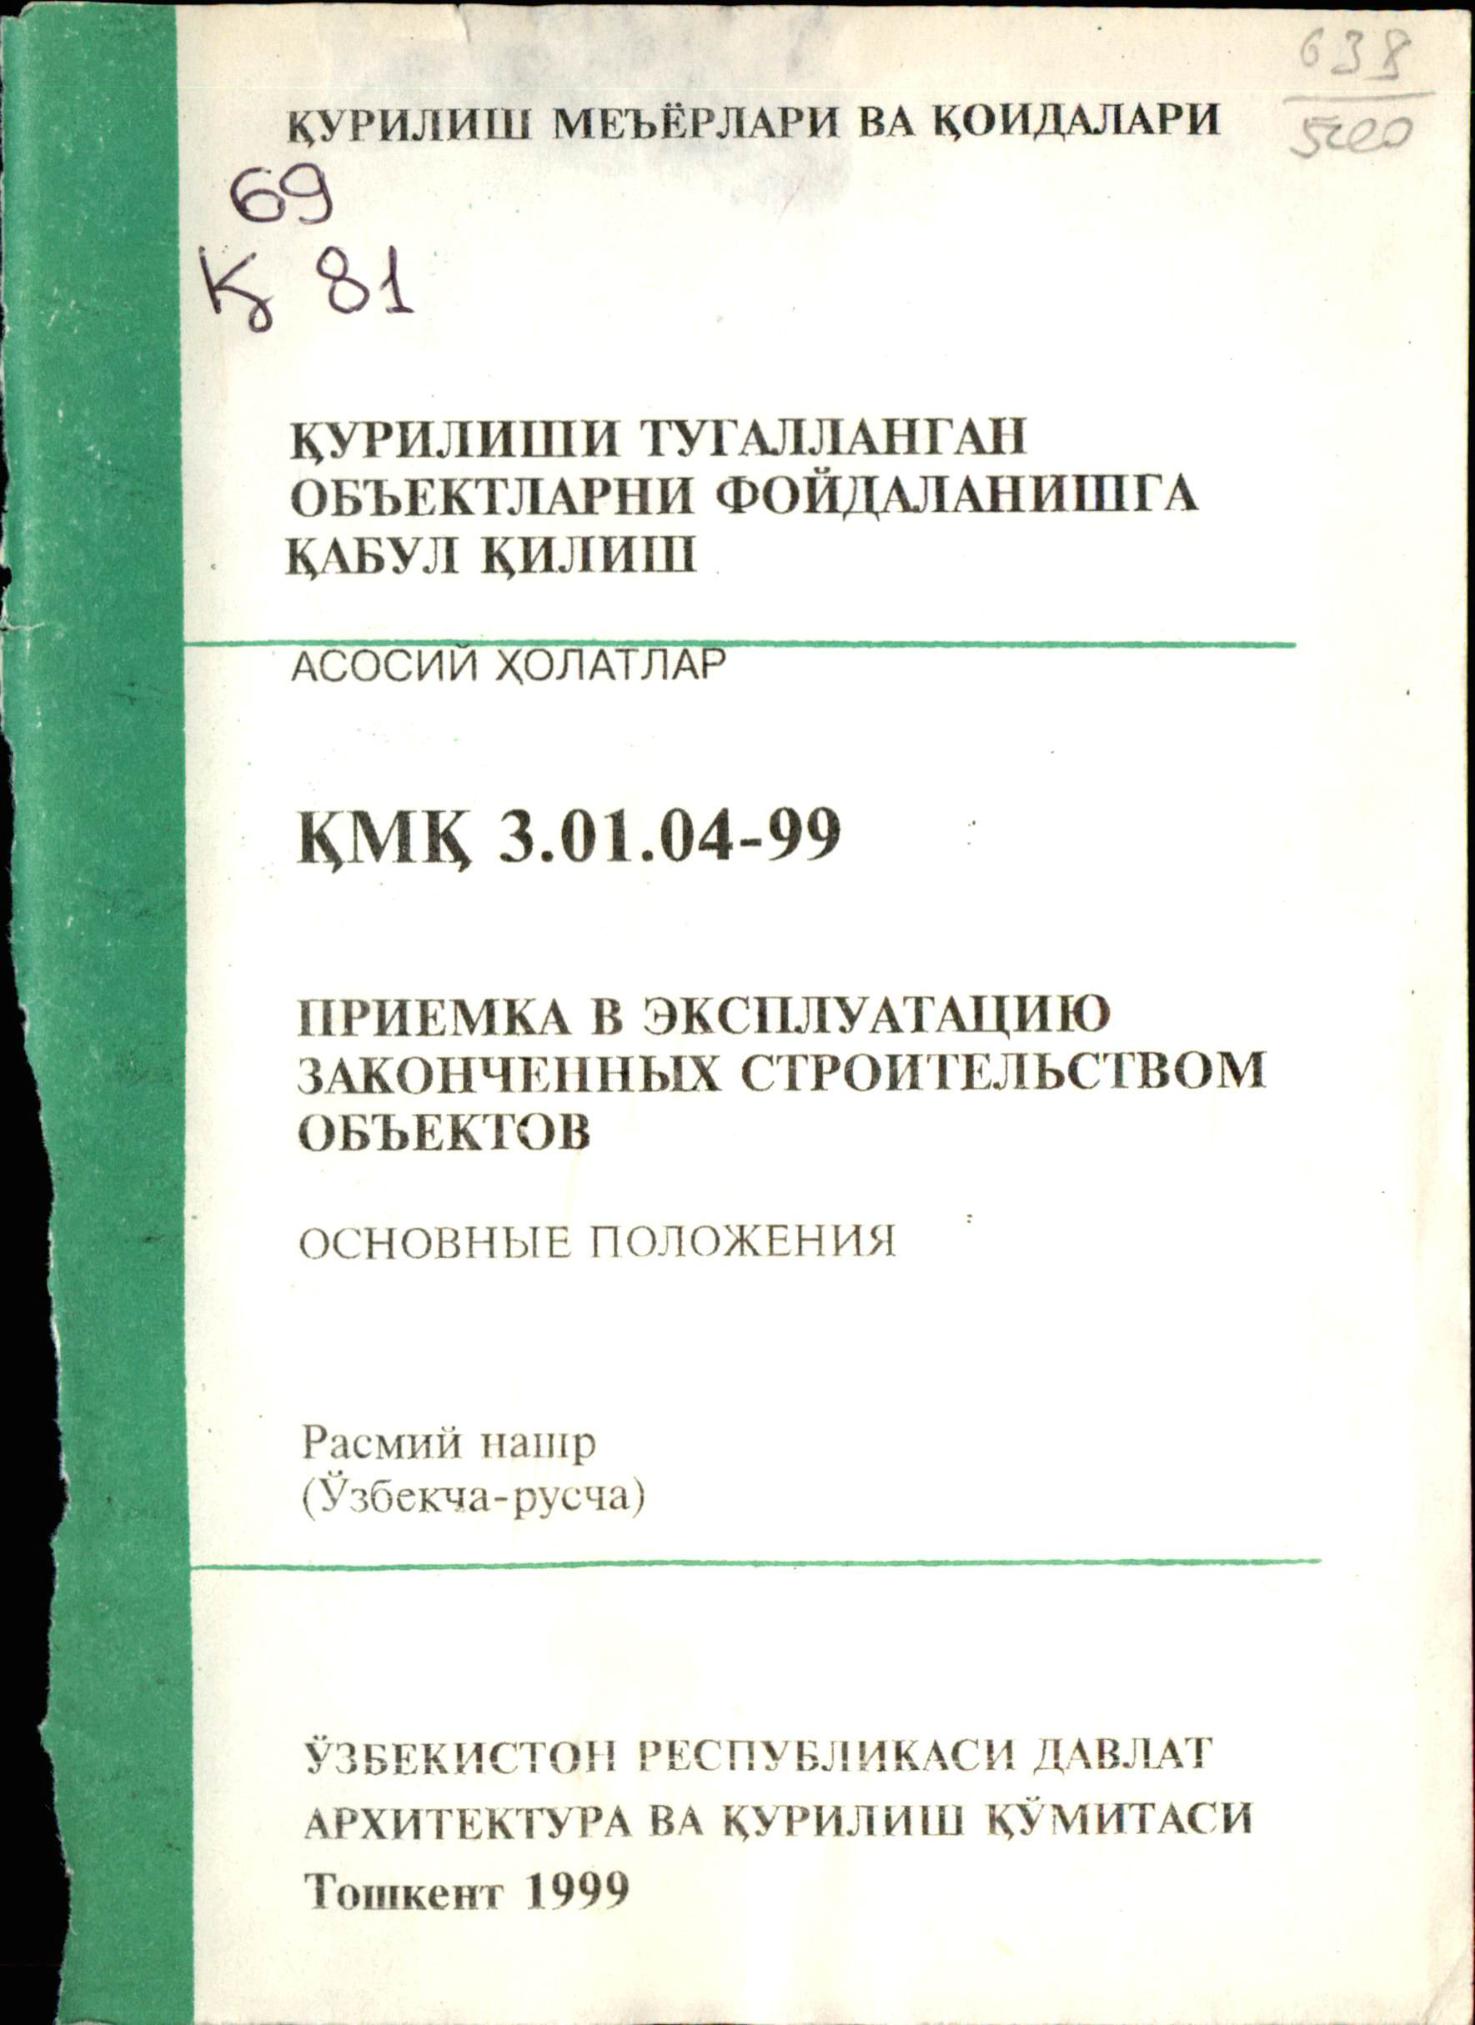 638
ҚУРИЛИШ МЕЪЁРЛАРИ ВА ҚОИДАЛАРИ
69
Қ 81
ҚУРИЛИШИ ТУГАЛЛАНГАН
ОБЪЕКТЛАРНИ ФОЙДАЛАНИШГА
ҚАБУЛ ҚИЛИШ
АСОСИЙ ҲОЛАТЛАР
ҚМҚ 3.01.04-99
ПРИЕМКА В ЭКСПЛУАТАЦИЮ
ЗАКОНЧЕННЫХ СТРОИТЕЛЬСТВОМ
ОБЪЕКТОВ
ОСНОВНЫЕ ПОЛОЖЕНИЯ
Расмий нашр
(Ўзбекча-русча)
ЎЗБЕКИСТОН РЕСПУБЛИКАСИ ДАВЛАТ
АРХИТЕКТУРА ВА ҚУРИЛИШ ҚЎМИТАСИ
Тошкент 1999